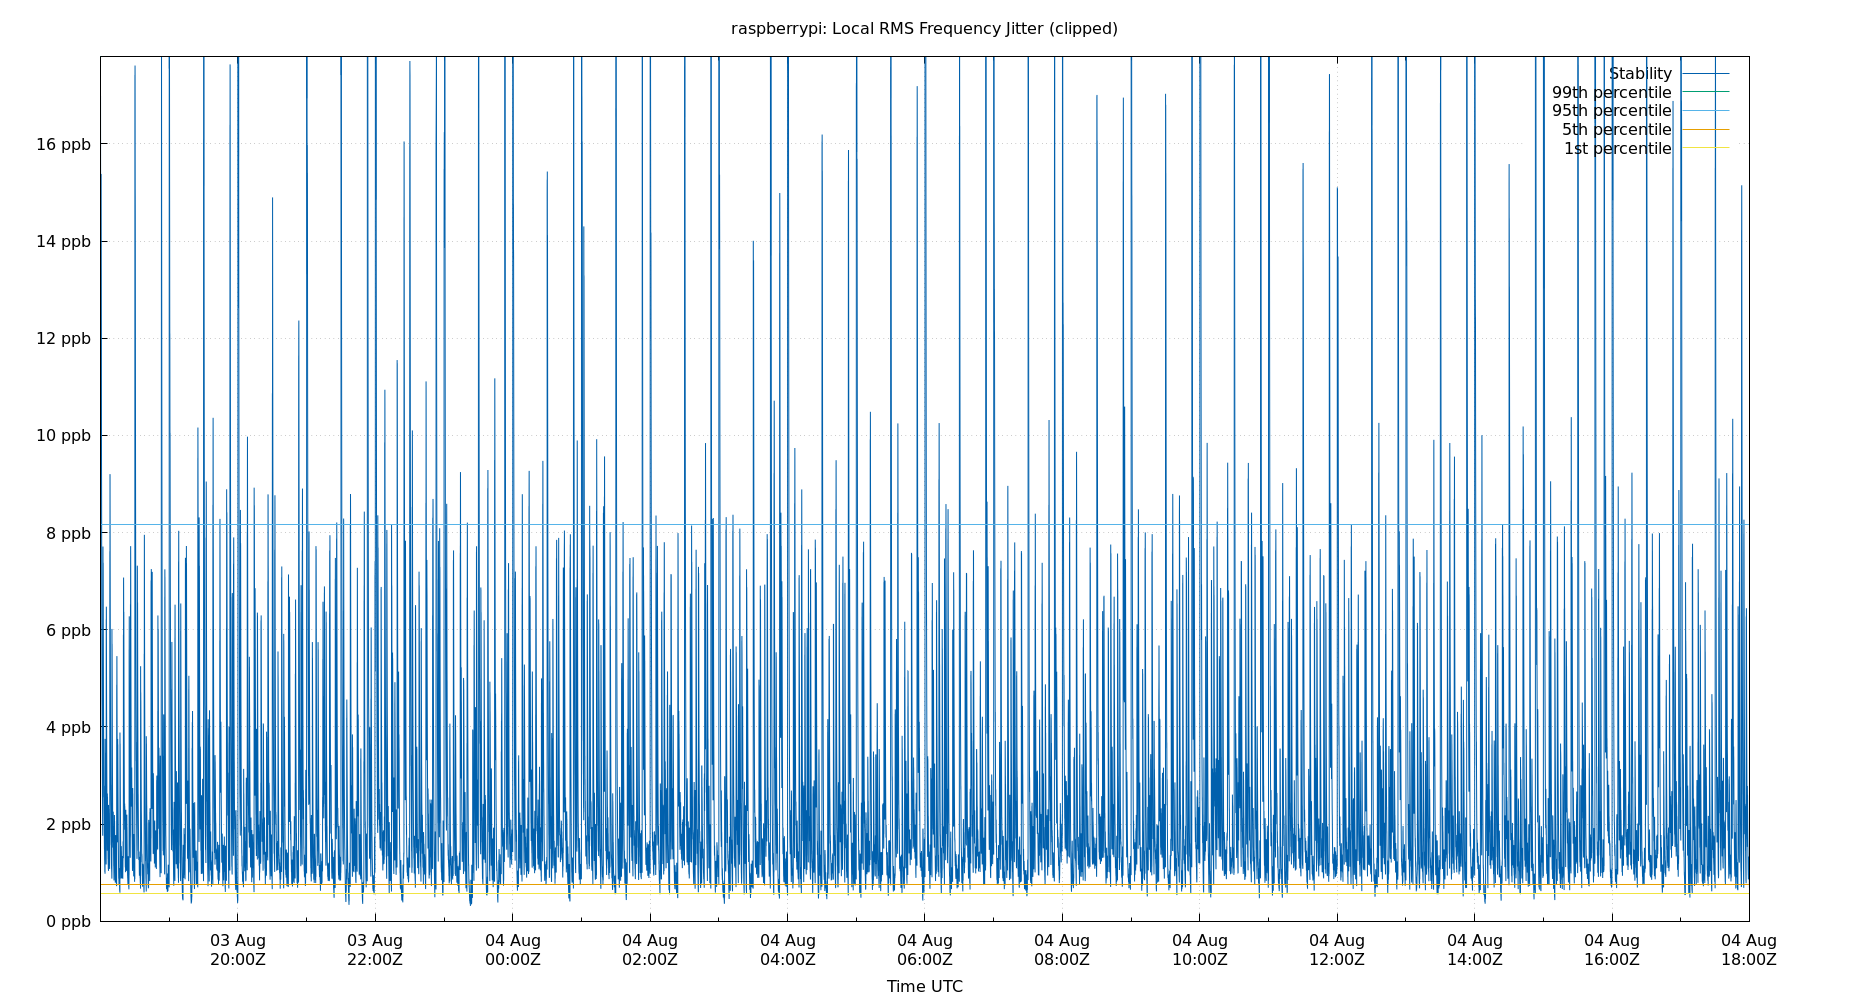 raspberrypi: Local RMS Frequency Jitter (clipped)
Stability
99th percentile
95th percentile
5th percentile
1st percentile
16 ppb
14 ppb
12 ppb
10 ppb
8 ppb
6 ppb
4 ppb
2 ppb
0 ppb
03 Aug 03 Aug 04 Aug 04 Aug 04 Aug 04 Aug 04 Aug 04 Aug 04 Aug 04 Aug 04 Aug 04 Aug
20:00Z 22:00Z 00:00Z 02:00Z 04:00Z 06:00Z 08:00Z 10:00Z 12:00Z 14:00Z 16:00Z 18:00Z
Time UTC